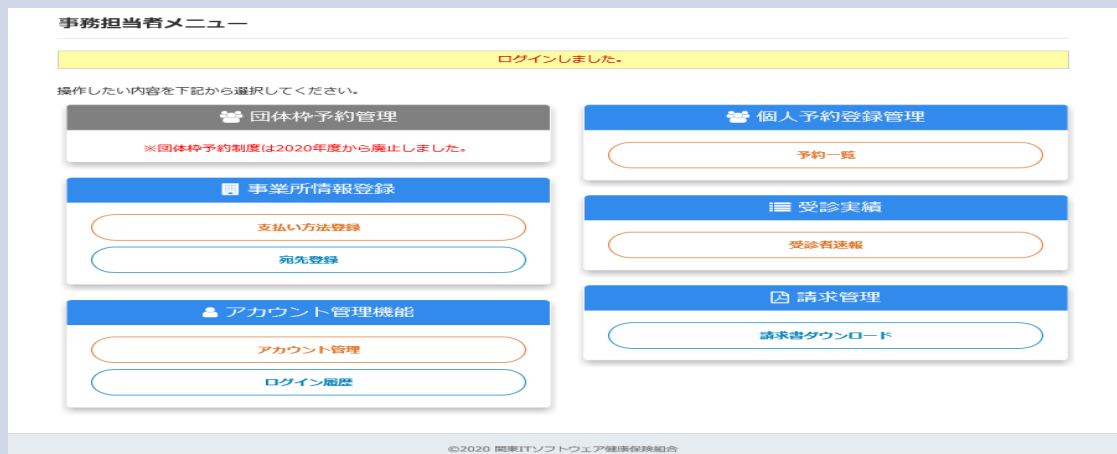 事務担当者メニュー
ログインしました。
操作したい内容を下記から選択してください。
団体枠予約管理
※団体枠予約制度は2020年度から廃止しました。
事業所情報登録
支払い方法登録
宛先登録
アカウント管理機能
アカウント管理
ログイン履歴
個人予約登録管理
予約一覧
受診実績
受診者速報
請求管理
請求書ダウンロード
©2020 関東ITソフトウェア健康保険組合